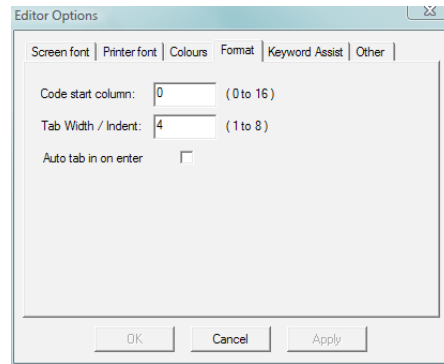 Editor Options
Screen font Printer font Colours Format Keyword Assist Other
Code start column: 0 ( 0 to 16 )
Tab Width / Indent: 4 ( 1 to 8 )
Auto tab in on enter
OK Cancel Apply